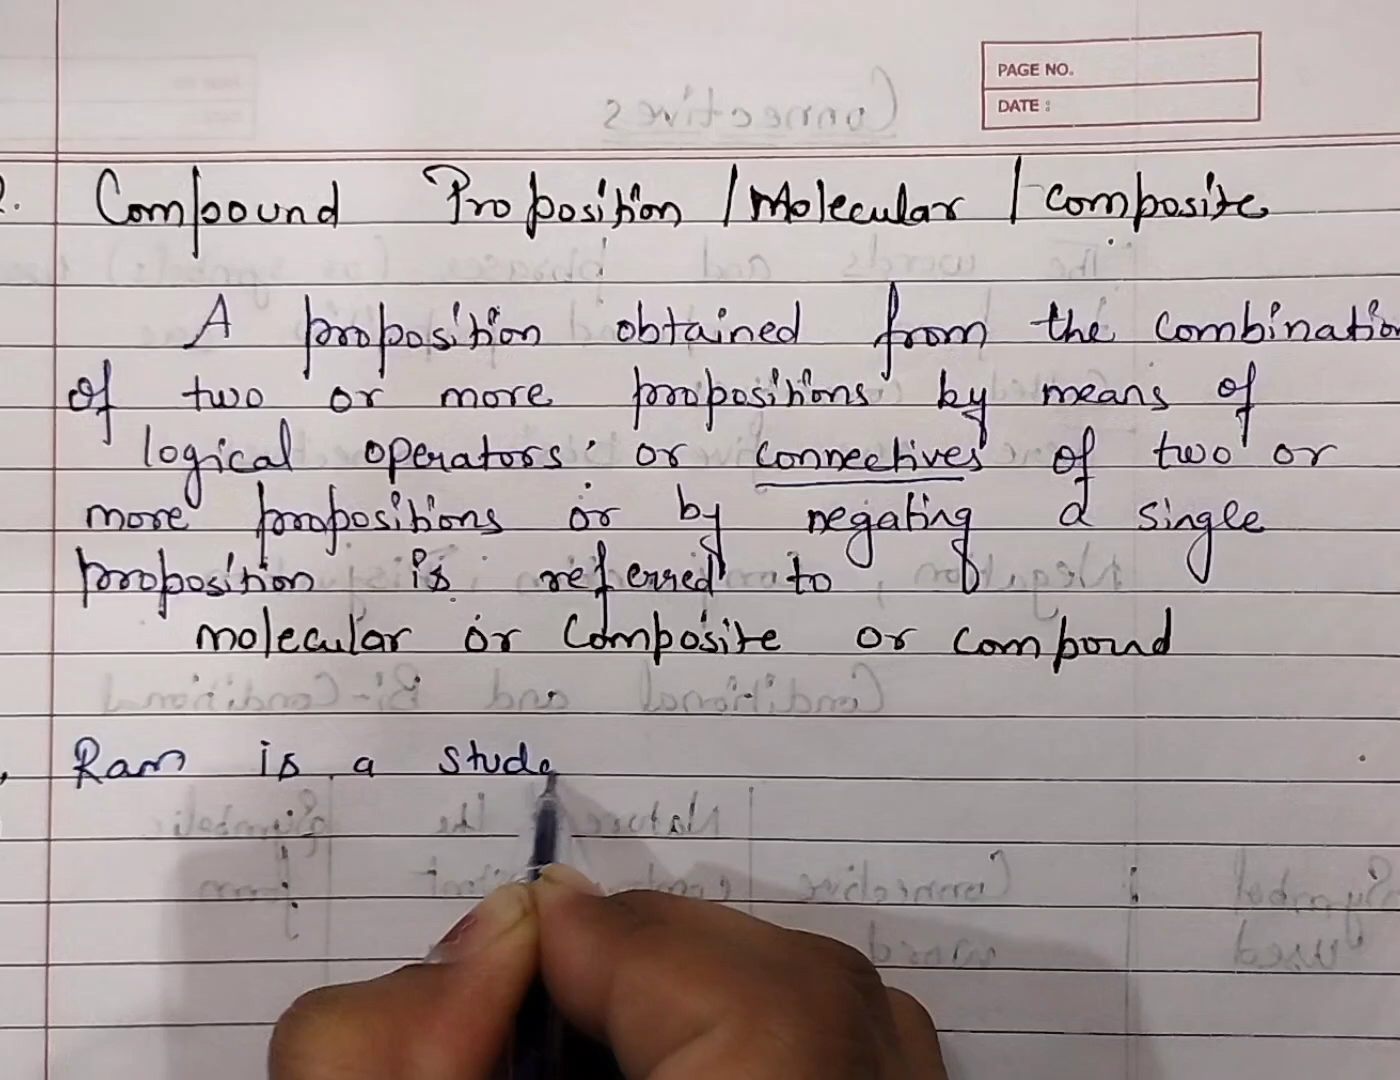 PAGE NO.
DATE :
2. Compound Proposition / Molecular / composite
A proposition obtained from the combination
of two or more propositions by means of
logical operators or connectives of two or
more propositions or by negating a single
proposition is referred to
molecular or Composite or compound
Ram is a stude